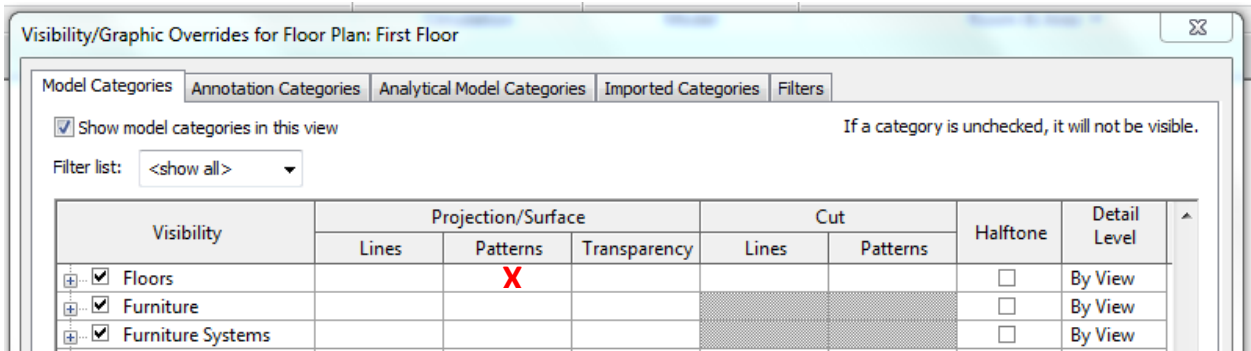 Visibility/Graphic Overrides for Floor Plan: First Floor
Model Categories Annotation Categories Analytical Model Categories Imported Categories Filters
Show model categories in this view If a category is unchecked, it will not be visible.
Filter list: <show all>
Visibility Projection/Surface Cut Halftone Detail Level
Lines Patterns Transparency Lines Patterns
Floors X By View
Furniture By View
Furniture Systems By View